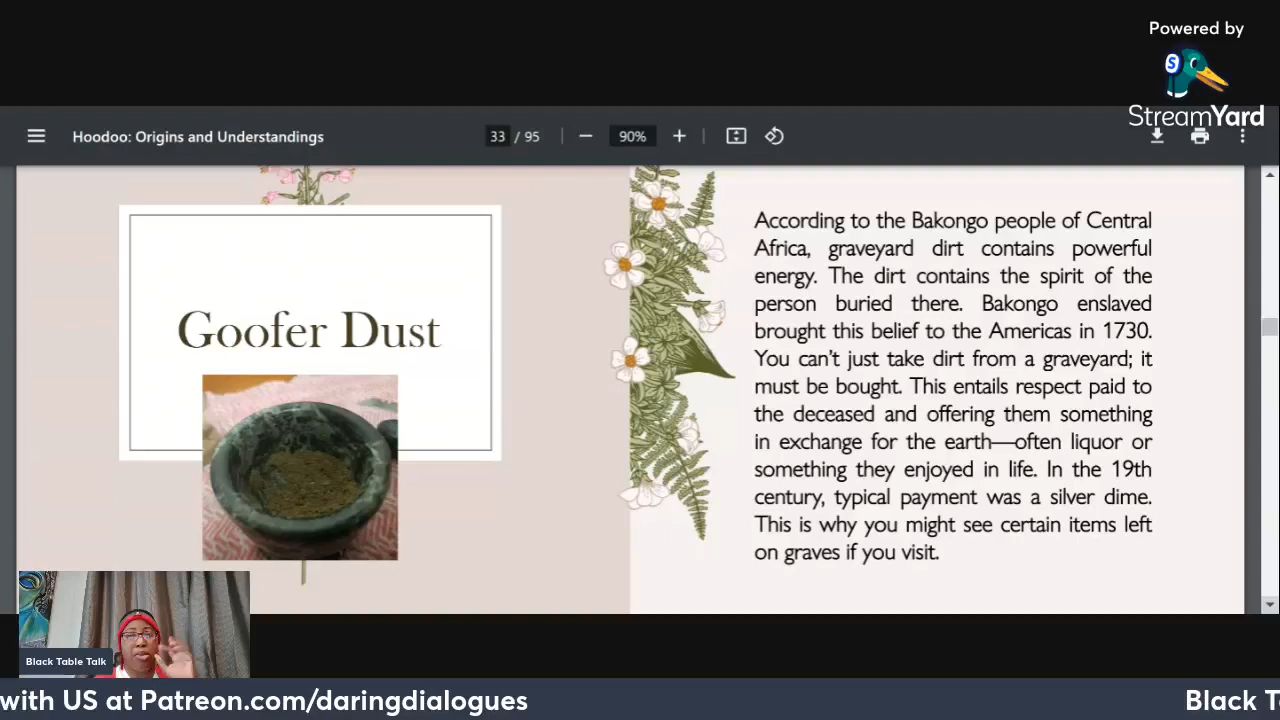 Powered by
StreamYard
Hoodoo: Origins and Understandings
33 / 95
90%
Goofer Dust
According to the Bakongo people of Central
Africa, graveyard dirt contains powerful
energy. The dirt contains the spirit of the
person buried there. Bakongo enslaved
brought this belief to the Americas in 1730.
You can't just take dirt from a graveyard; it
must be bought. This entails respect paid to
the deceased and offering them something
in exchange for the earth—often liquor or
something they enjoyed in life. In the 19th
century, typical payment was a silver dime.
This is why you might see certain items left
on graves if you visit.
Black Table Talk
with US at Patreon.com/daringdialogues
Black T